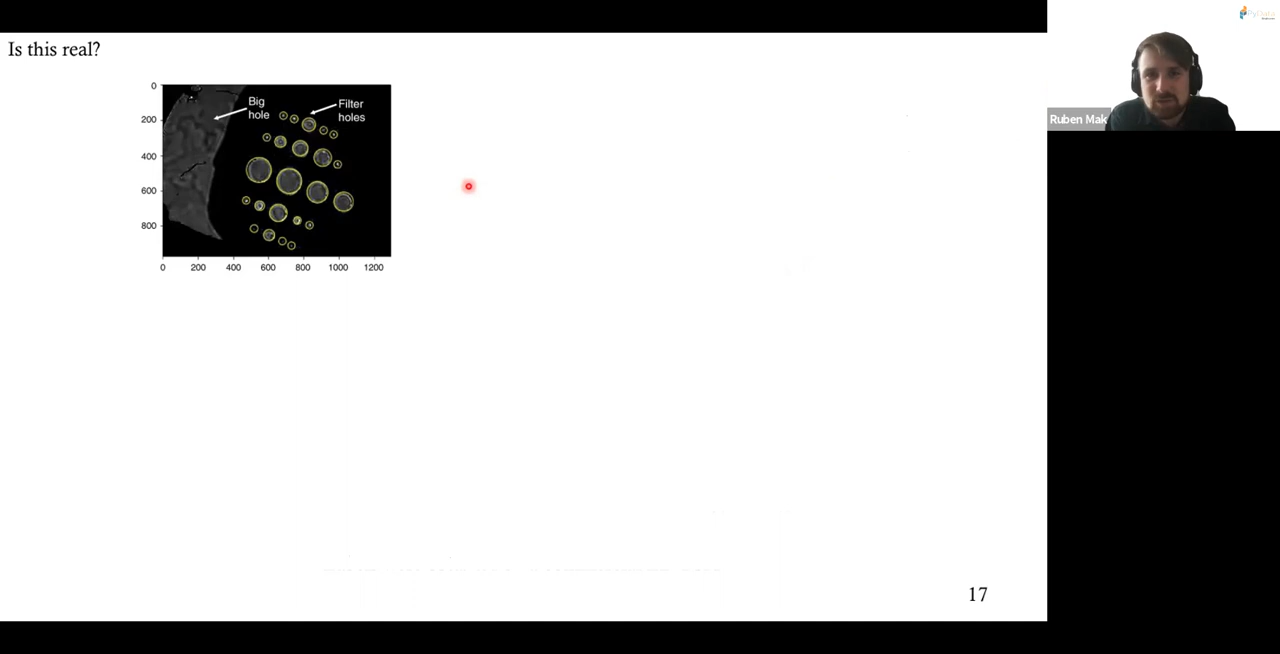 Is this real?
Big
hole
Filter
holes
0
200
400
600
800
0
200
400
600
800
1000
1200
17
Ruben Mak
PyData